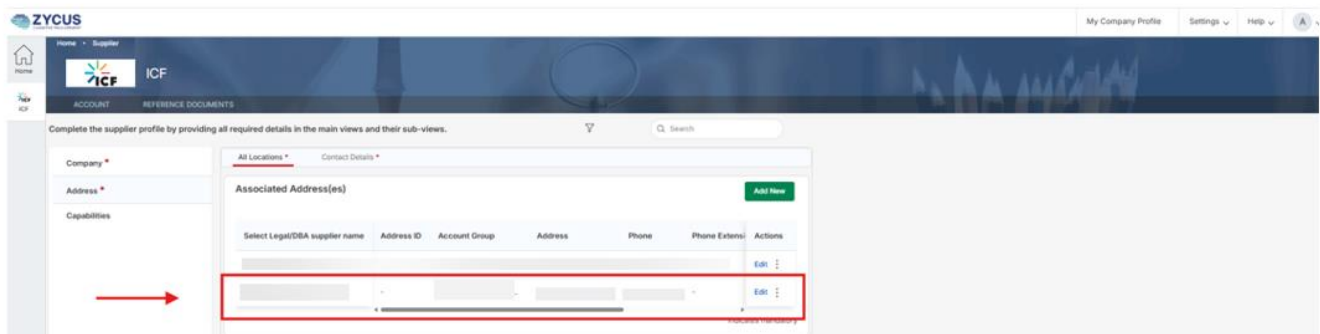 ZYCUS
My Company Profile
Settings
Help
A
Home
Home • Supplier
ICF
ICF
ICF
ACCOUNT
REFERENCE DOCUMENTS
Complete the supplier profile by providing all required details in the main views and their sub-views.
Search
Company *
Address *
Capabilities
All Locations *
Contact Details *
Associated Address(es)
Add New
Select Legal/DBA supplier name
Address ID
Account Group
Address
Phone
Phone Extensi
Actions
Edit
-
-
Edit